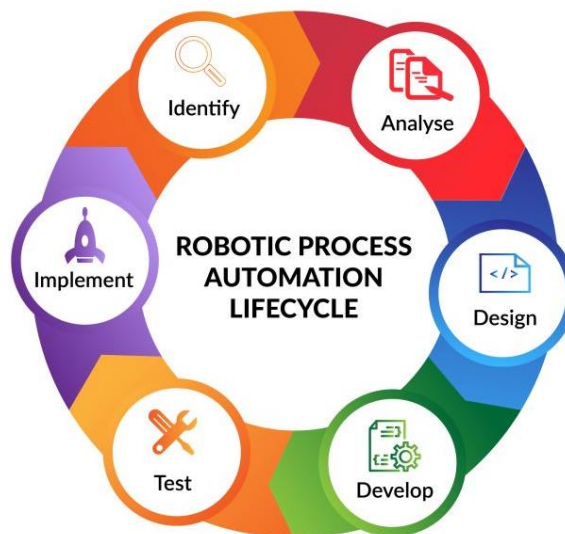 Identify
Analyse
ROBOTIC PROCESS
AUTOMATION
LIFECYCLE
Implement
</>
Design
Test
Develop